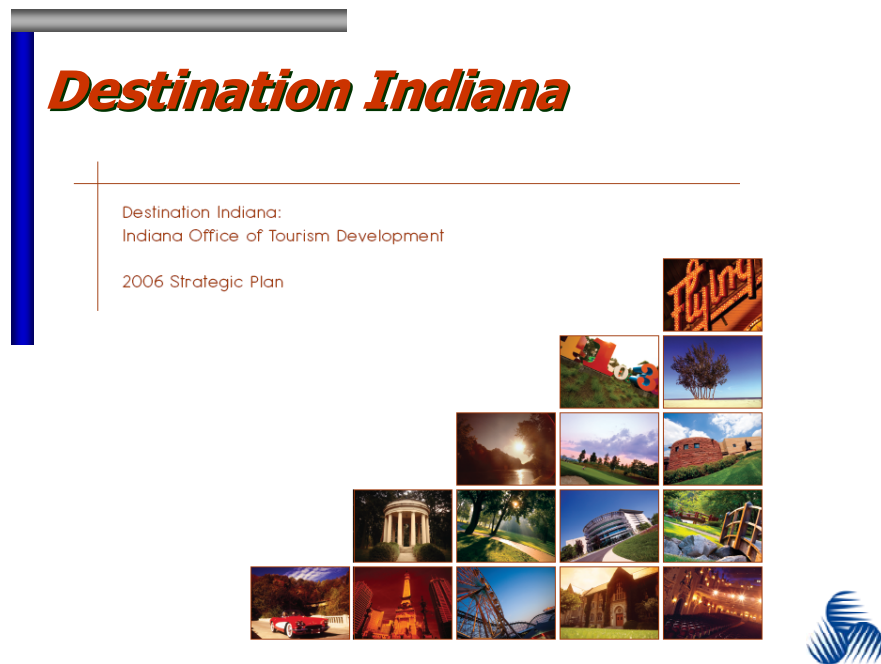 Destination Indiana
Destination Indiana:
Indiana Office of Tourism Development
2006 Strategic Plan
Flying